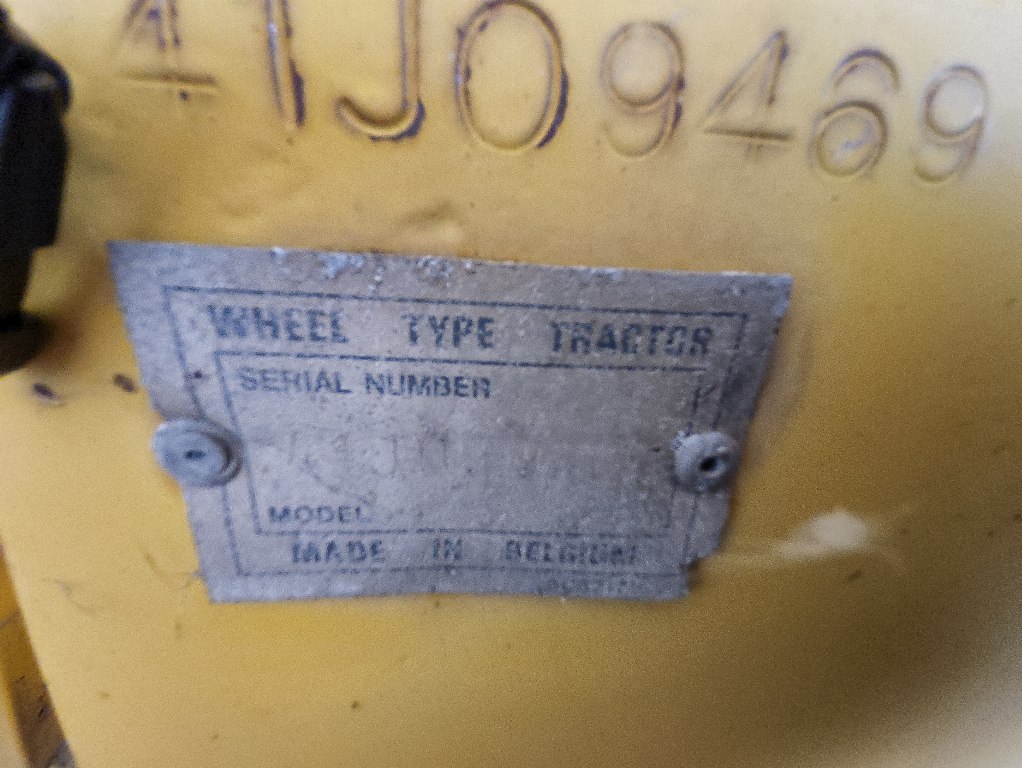 41J09469
WHEEL TYPE TRACTOR
SERIAL NUMBER
MODEL
MADE IN BELGIUM